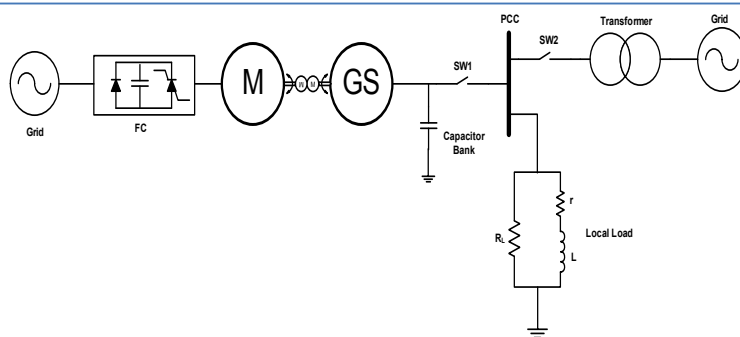 PCC
Transformer
Grid
SW2
SW1
M
GS
Grid
FC
Capacitor
Bank
r
RL
L
Local Load